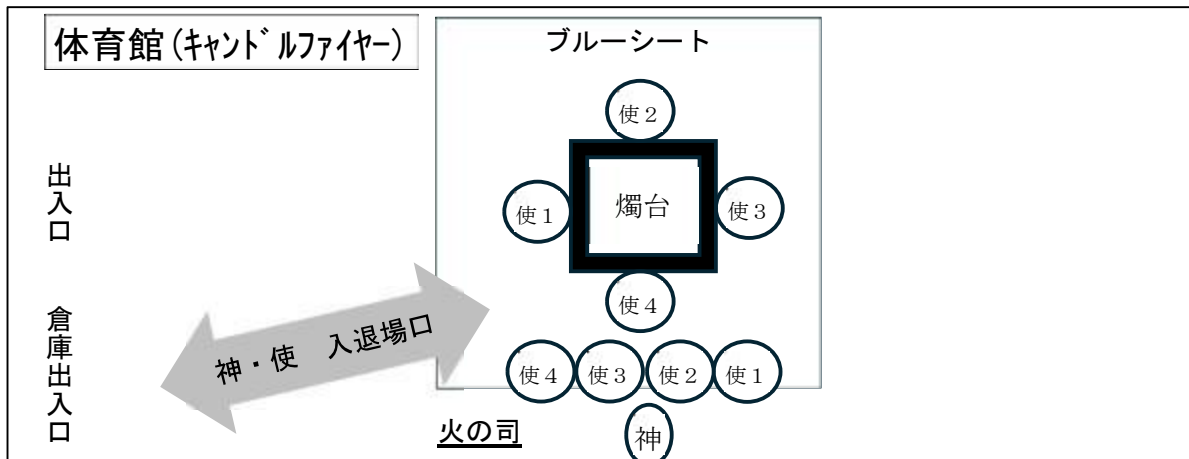 体育館(ｷｬﾝﾄﾞﾙﾌｧｲﾔｰ)
ブルーシート
使２
出入口
使１
燭台
使３
使４
倉庫出入口
神・使　入退場口
使４
使３
使２
使１
火の司
神